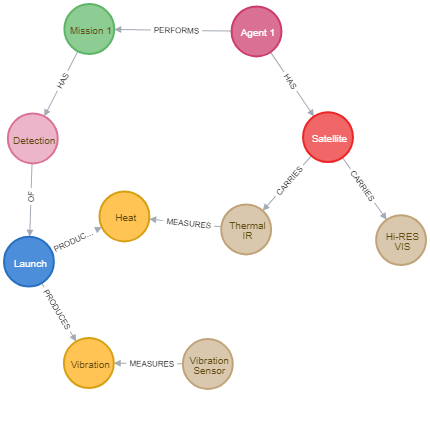 Mission 1
PERFORMS
Agent 1
HAS
HAS
Detection
Satellite
OF
CARRIES
CARRIES
Heat
MEASURES
Thermal
IR
Hi-RES
VIS
PRODUC...
Launch
PRODUCES
Vibration
MEASURES
Vibration
Sensor